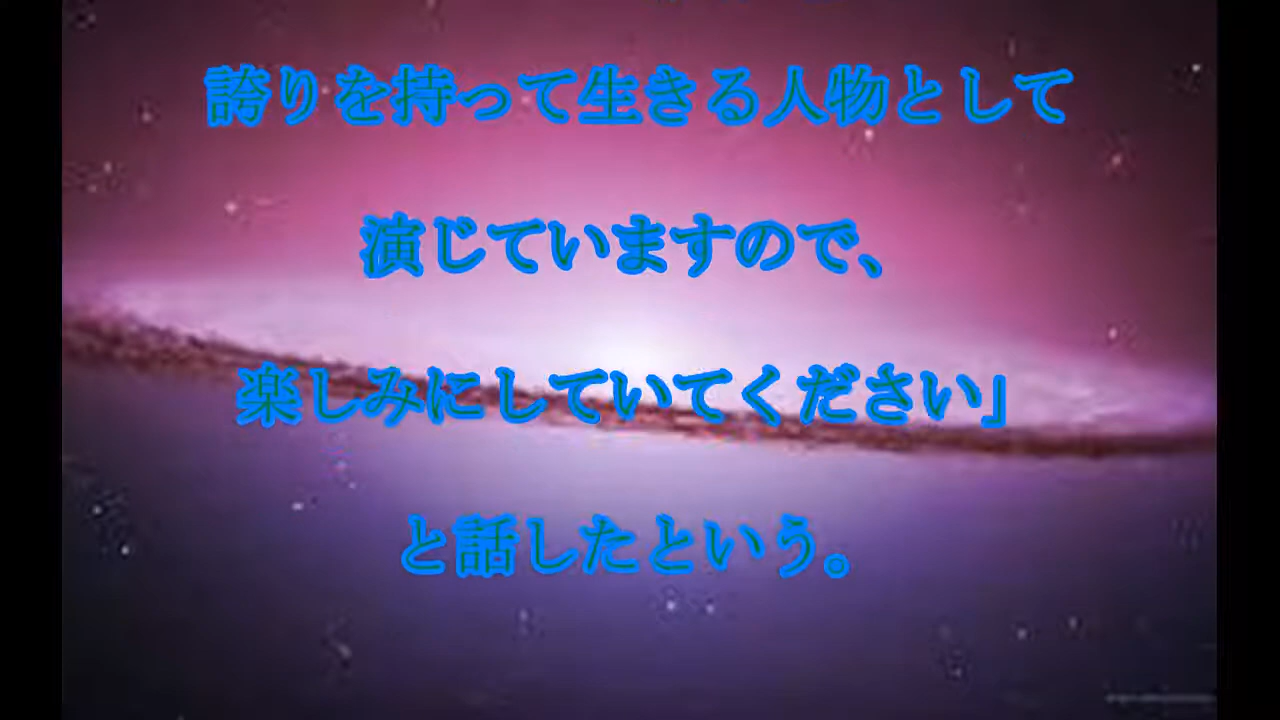 誇りを持って生きる人物として
演じていますので、
楽しみにしていてください」
と話したという。